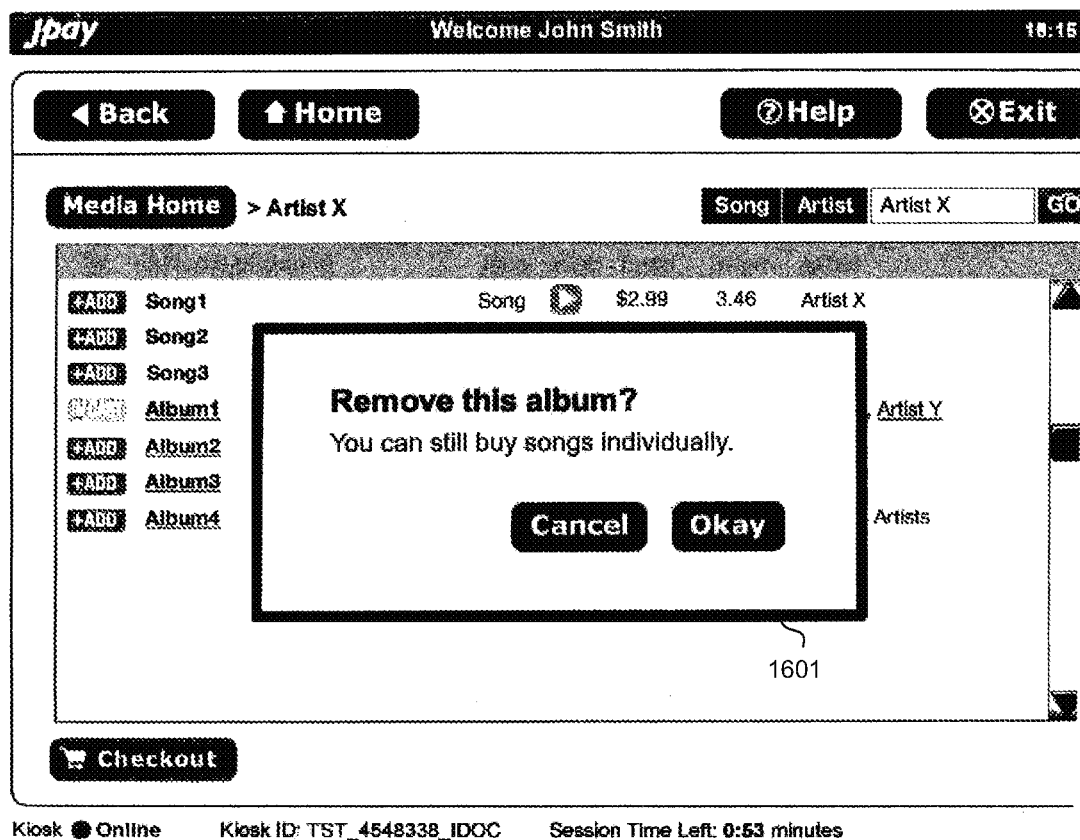 Jpay Welcome John Smith
Back Home Help Exit
Media Home > Artist X Song Artist Artist X GO
+ADD Song1 Song $2.99 3.46 Artist X
+ADD Song2
+ADD Song3
Album1 Artist Y
+ADD Album2
+ADD Album3
+ADD Album4 Artists
Remove this album?
You can still buy songs individually.
Cancel Okay
1601
Checkout
Kiosk Online Kiosk ID: TST_4548338_IDOC Session Time Left: 0:53 minutes